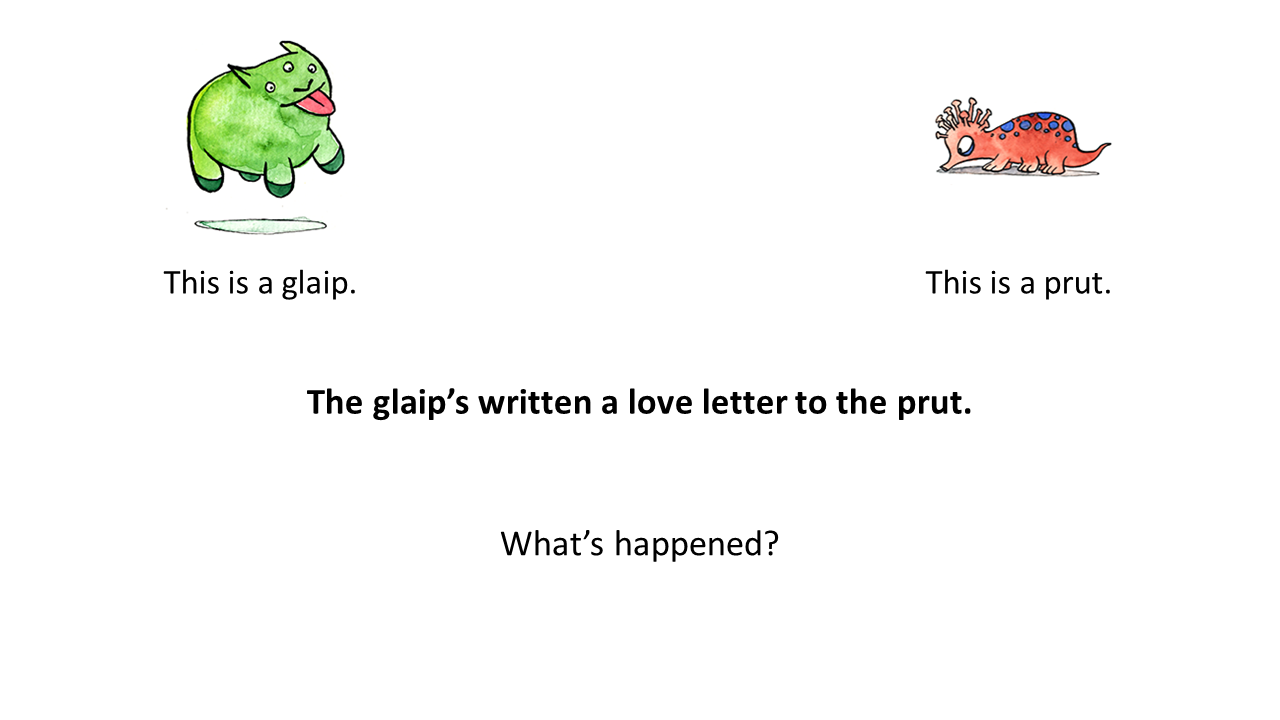 This is a glaip.
This is a prut.
The glaip’s written a love letter to the prut.
What’s happened?